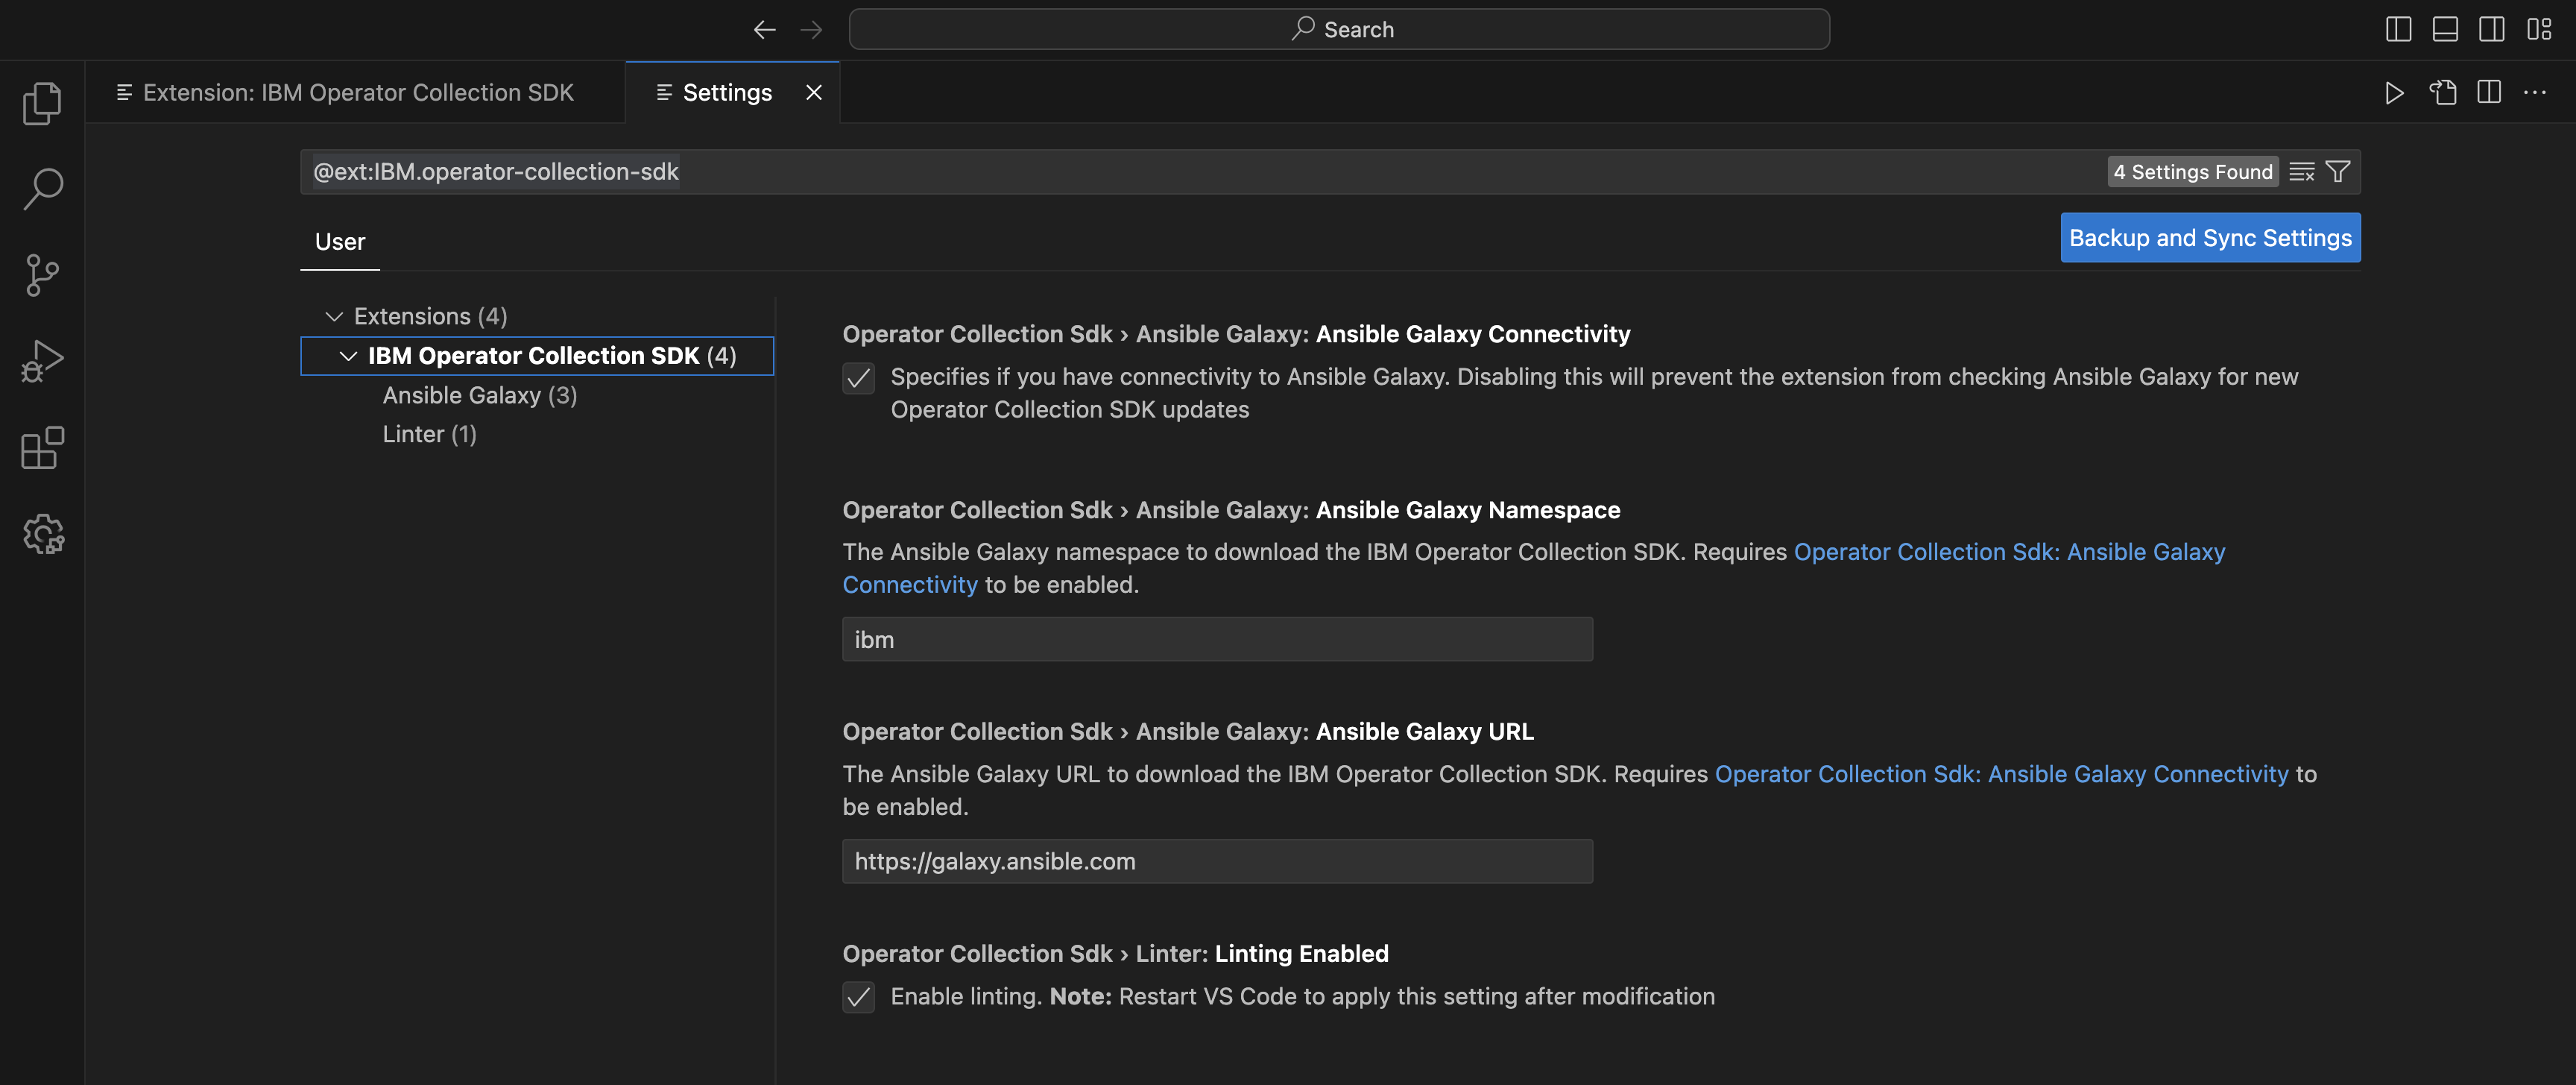 Search
Extension: IBM Operator Collection SDK
Settings
@ext:IBM.operator-collection-sdk
4 Settings Found
User
Backup and Sync Settings
Extensions (4)
IBM Operator Collection SDK (4)
Ansible Galaxy (3)
Linter (1)
Operator Collection Sdk › Ansible Galaxy: Ansible Galaxy Connectivity
Specifies if you have connectivity to Ansible Galaxy. Disabling this will prevent the extension from checking Ansible Galaxy for new
Operator Collection SDK updates
Operator Collection Sdk › Ansible Galaxy: Ansible Galaxy Namespace
The Ansible Galaxy namespace to download the IBM Operator Collection SDK. Requires Operator Collection Sdk: Ansible Galaxy
Connectivity to be enabled.
ibm
Operator Collection Sdk › Ansible Galaxy: Ansible Galaxy URL
The Ansible Galaxy URL to download the IBM Operator Collection SDK. Requires Operator Collection Sdk: Ansible Galaxy Connectivity to
be enabled.
https://galaxy.ansible.com
Operator Collection Sdk › Linter: Linting Enabled
Enable linting. Note: Restart VS Code to apply this setting after modification